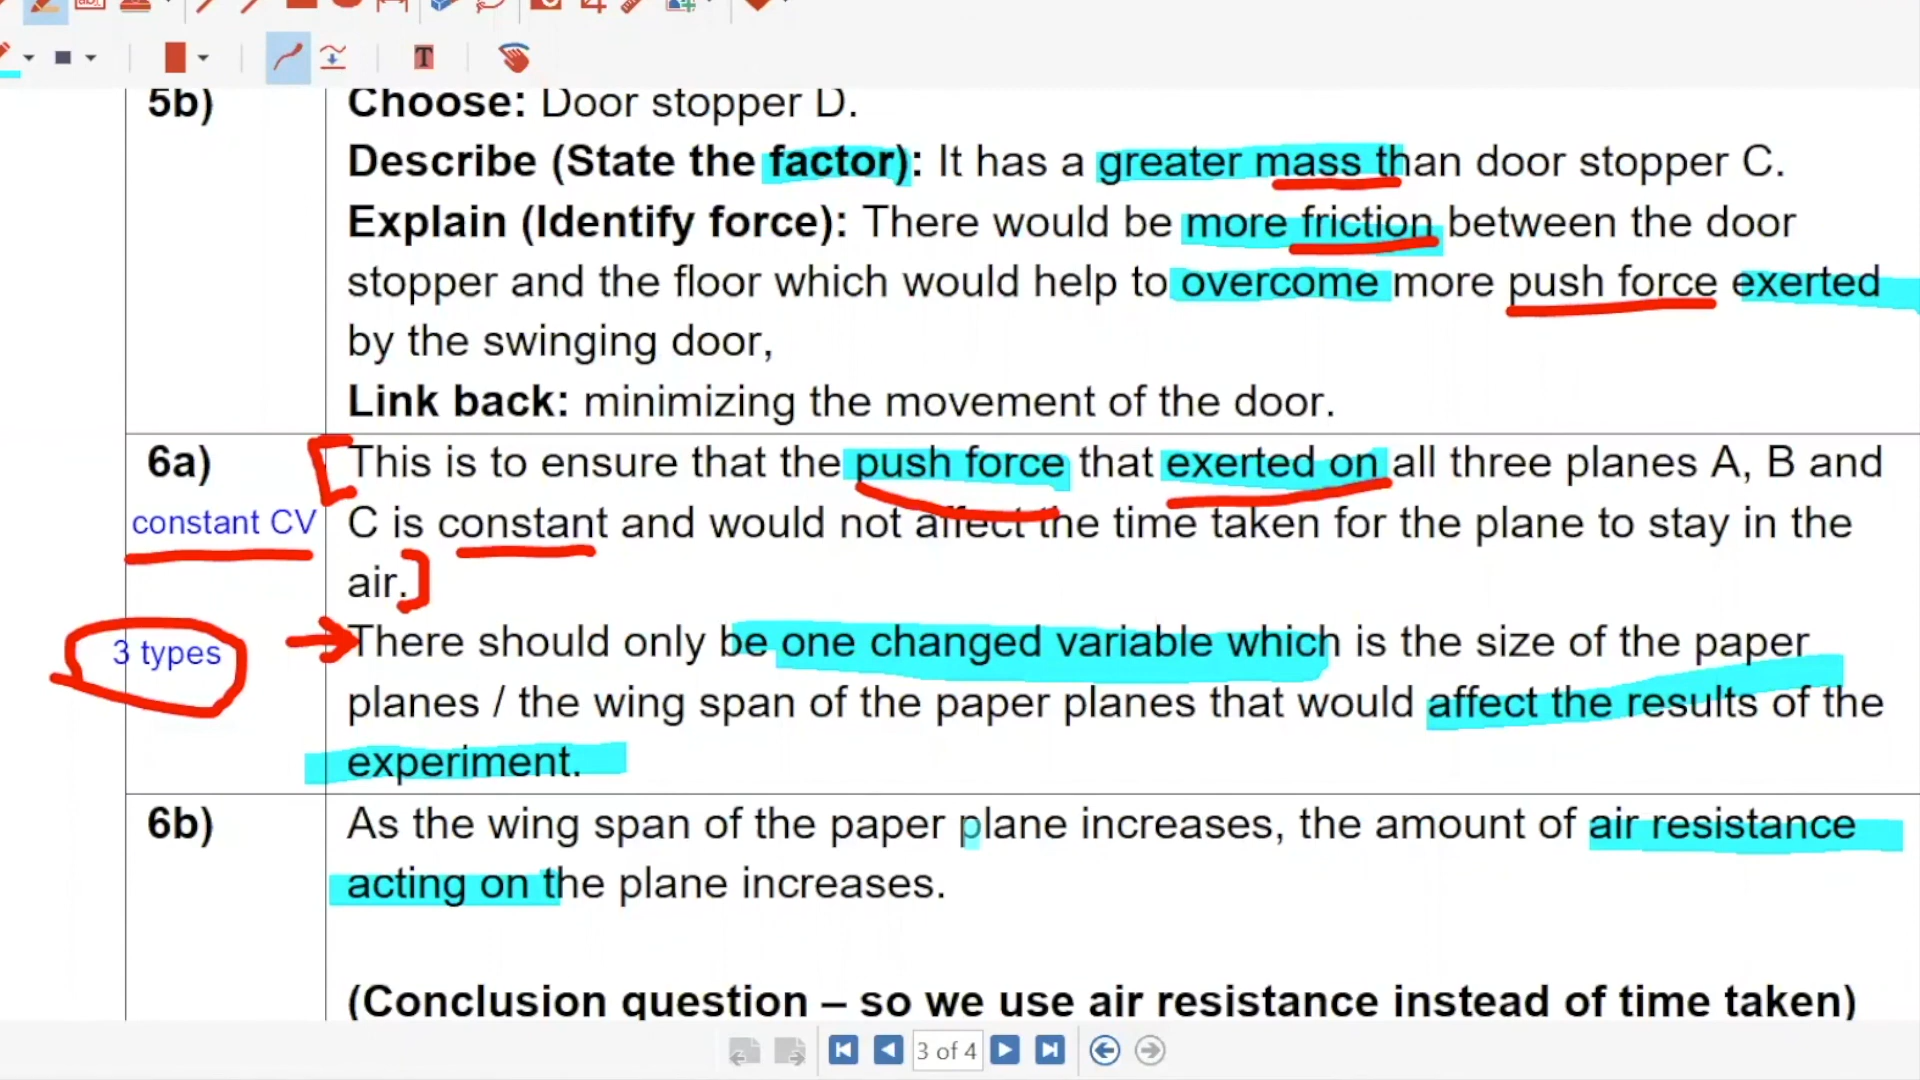 5b)
Choose: Door stopper D.
Describe (State the factor): It has a greater mass than door stopper C.
Explain (Identify force): There would be more friction between the door
stopper and the floor which would help to overcome more push force exerted
by the swinging door,
Link back: minimizing the movement of the door.
6a)
This is to ensure that the push force that exerted on all three planes A, B and
constant CV
C is constant and would not affect the time taken for the plane to stay in the
air.
3 types
There should only be one changed variable which is the size of the paper
planes / the wing span of the paper planes that would affect the results of the
experiment.
6b)
As the wing span of the paper plane increases, the amount of air resistance
acting on the plane increases.
(Conclusion question – so we use air resistance instead of time taken)
3 of 4